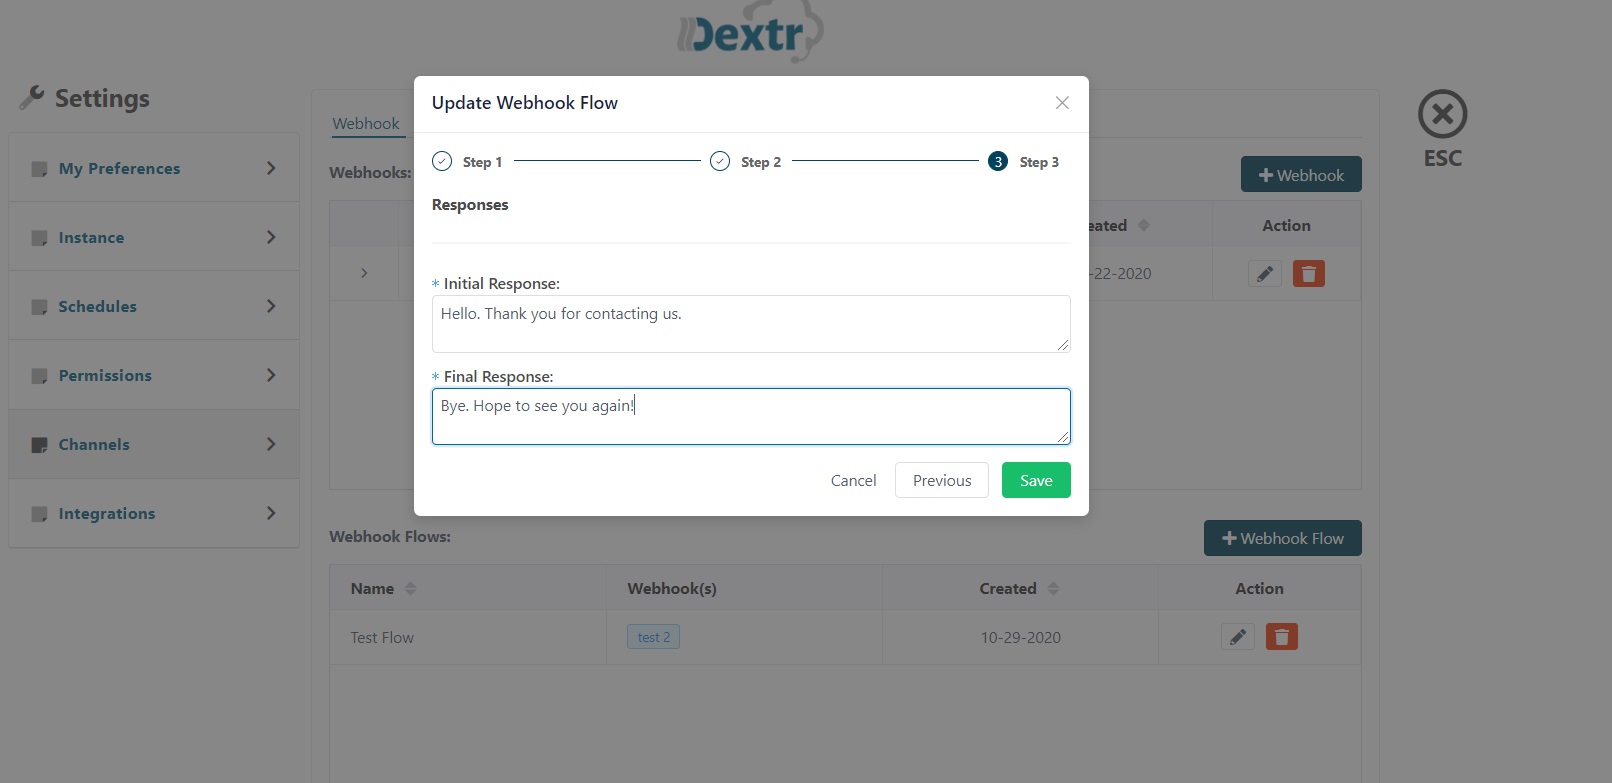 Dextr
Settings
My Preferences
Instance
Schedules
Permissions
Channels
Integrations
Webhook
Webhooks:
+ Webhook
eated
Action
-22-2020
ESC
Update Webhook Flow
Step 1
Step 2
3 Step 3
Responses
* Initial Response:
Hello. Thank you for contacting us.
* Final Response:
Bye. Hope to see you again!
Cancel Previous Save
Webhook Flows:
+ Webhook Flow
Name Webhook(s) Created Action
Test Flow test 2 10-29-2020